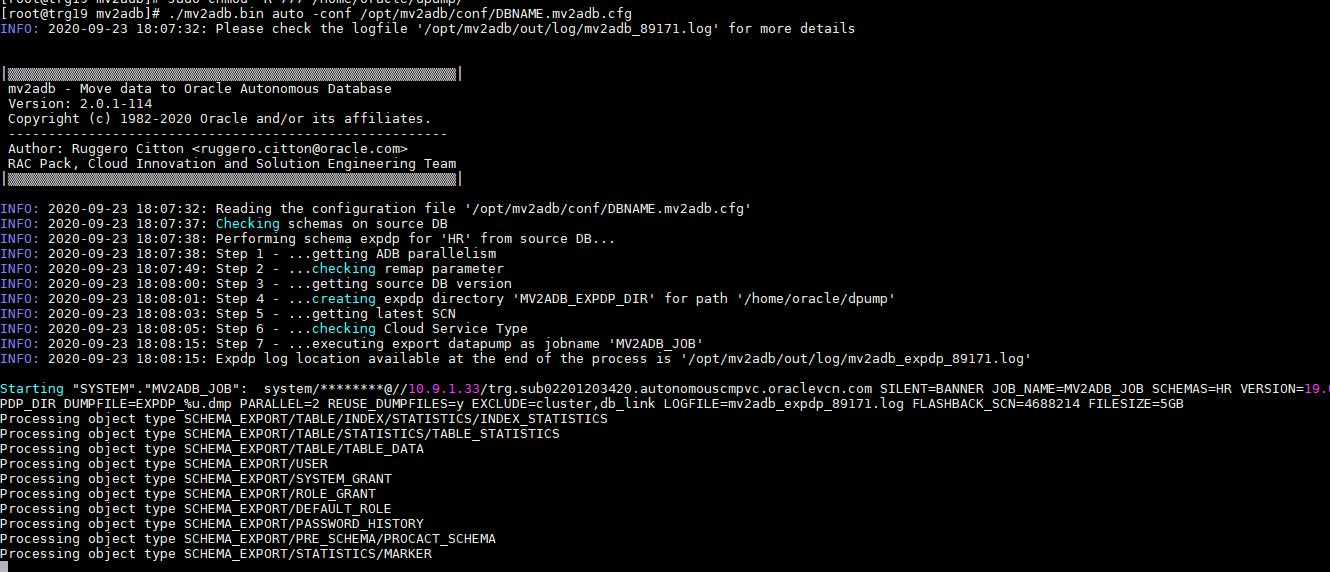 [root@trg19 mv2adb]# sudo chmod -R 777 /home/oracle/dpump/
[root@trg19 mv2adb]# ./mv2adb.bin auto -conf /opt/mv2adb/conf/DBNAME.mv2adb.cfg
INFO: 2020-09-23 18:07:32: Please check the logfile '/opt/mv2adb/out/log/mv2adb_89171.log' for more details
mv2adb - Move data to Oracle Autonomous Database
Version: 2.0.1-114
Copyright (c) 1982-2020 Oracle and/or its affiliates.
-------------------------------------------------------
Author: Ruggero Citton <ruggero.citton@oracle.com>
RAC Pack, Cloud Innovation and Solution Engineering Team
INFO: 2020-09-23 18:07:32: Reading the configuration file '/opt/mv2adb/conf/DBNAME.mv2adb.cfg'
INFO: 2020-09-23 18:07:37: Checking schemas on source DB
INFO: 2020-09-23 18:07:38: Performing schema expdp for 'HR' from source DB...
INFO: 2020-09-23 18:07:38: Step 1 - ...getting ADB parallelism
INFO: 2020-09-23 18:07:49: Step 2 - ...checking remap parameter
INFO: 2020-09-23 18:08:00: Step 3 - ...getting source DB version
INFO: 2020-09-23 18:08:01: Step 4 - ...creating expdp directory 'MV2ADB_EXPDP_DIR' for path '/home/oracle/dpump'
INFO: 2020-09-23 18:08:03: Step 5 - ...getting latest SCN
INFO: 2020-09-23 18:08:05: Step 6 - ...checking Cloud Service Type
INFO: 2020-09-23 18:08:15: Step 7 - ...executing export datapump as jobname 'MV2ADB_JOB'
INFO: 2020-09-23 18:08:15: Expdp log location available at the end of the process is '/opt/mv2adb/out/log/mv2adb_expdp_89171.log'
Starting "SYSTEM"."MV2ADB_JOB":  system/********@//10.9.1.33/trg.sub02201203420.autonomouscmpvc.oraclevcn.com SILENT=BANNER JOB_NAME=MV2ADB_JOB SCHEMAS=HR VERSION=19.
PDP_DIR DUMPFILE=EXPDP_%u.dmp PARALLEL=2 REUSE_DUMPFILES=y EXCLUDE=cluster,db_link LOGFILE=mv2adb_expdp_89171.log FLASHBACK_SCN=4688214 FILESIZE=5GB
Processing object type SCHEMA_EXPORT/TABLE/INDEX/STATISTICS/INDEX_STATISTICS
Processing object type SCHEMA_EXPORT/TABLE/STATISTICS/TABLE_STATISTICS
Processing object type SCHEMA_EXPORT/TABLE/TABLE_DATA
Processing object type SCHEMA_EXPORT/USER
Processing object type SCHEMA_EXPORT/SYSTEM_GRANT
Processing object type SCHEMA_EXPORT/ROLE_GRANT
Processing object type SCHEMA_EXPORT/DEFAULT_ROLE
Processing object type SCHEMA_EXPORT/PASSWORD_HISTORY
Processing object type SCHEMA_EXPORT/PRE_SCHEMA/PROCACT_SCHEMA
Processing object type SCHEMA_EXPORT/STATISTICS/MARKER